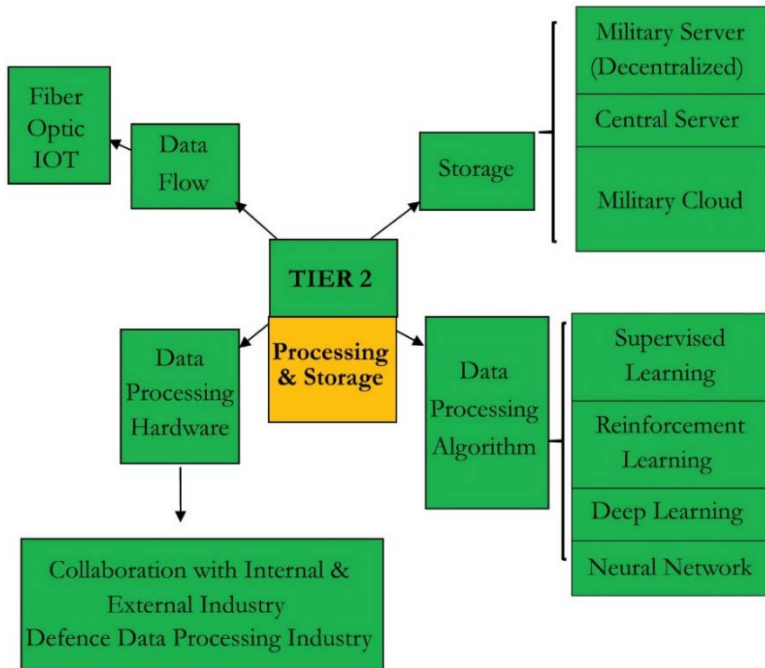 Fiber
Optic
IOT
Data
Flow
Storage
Military Server
(Decentralized)
Central Server
Military Cloud
TIER 2
Processing
& Storage
Data
Processing
Hardware
Data
Processing
Algorithm
Supervised
Learning
Reinforcement
Learning
Deep Learning
Neural Network
Collaboration with Internal &
External Industry
Defence Data Processing Industry